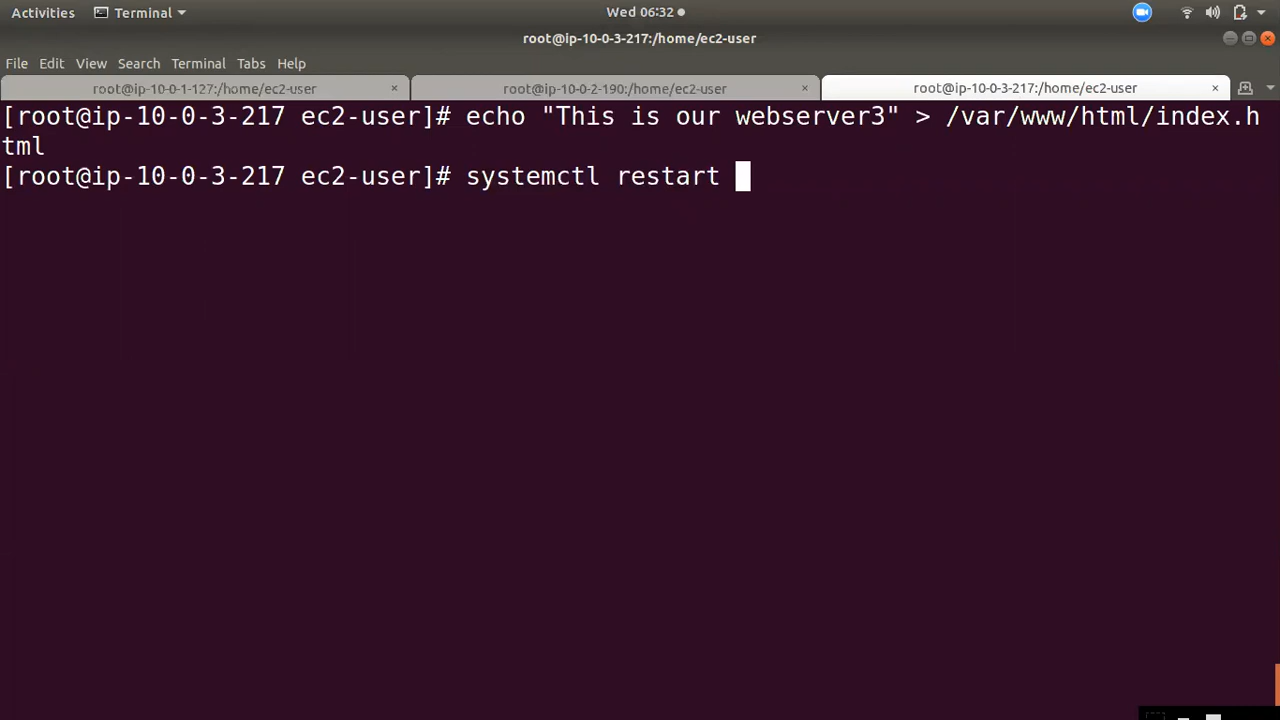 Activities Terminal Wed 06:32
root@ip-10-0-3-217:/home/ec2-user
File Edit View Search Terminal Tabs Help
root@ip-10-0-1-127:/home/ec2-user × root@ip-10-0-2-190:/home/ec2-user × root@ip-10-0-3-217:/home/ec2-user ×
[root@ip-10-0-3-217 ec2-user]# echo "This is our webserver3" > /var/www/html/index.h
tml
[root@ip-10-0-3-217 ec2-user]# systemctl restart